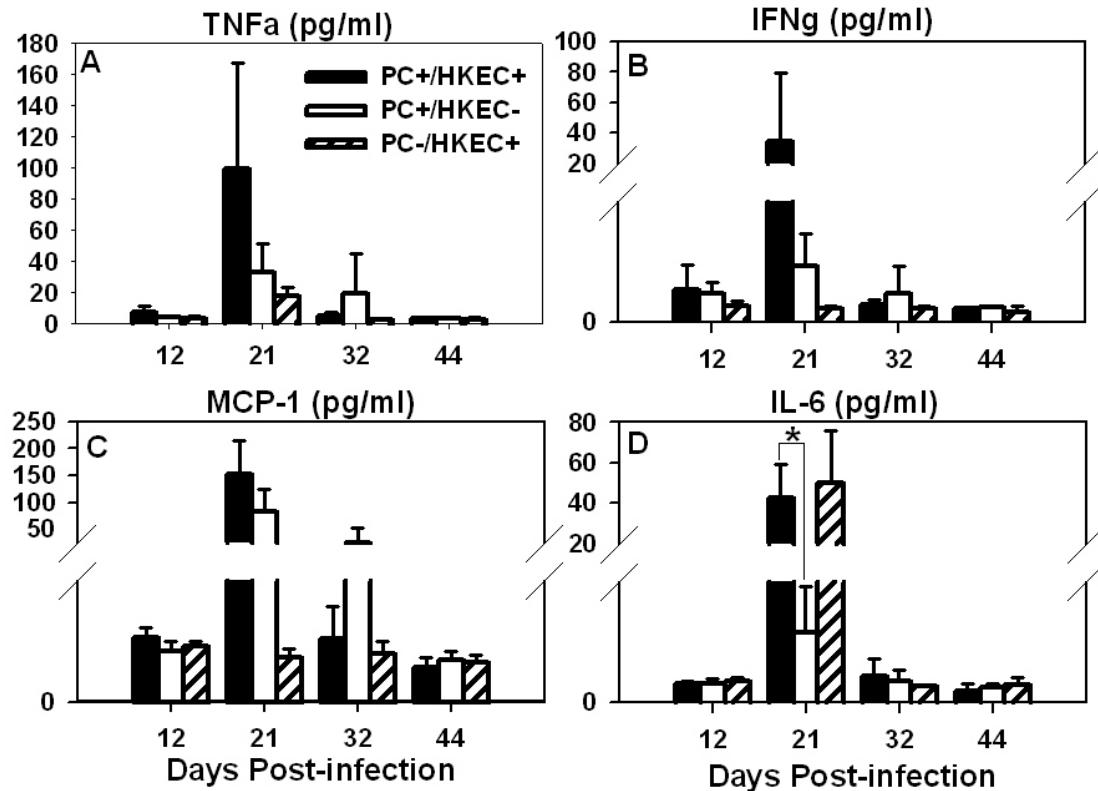 TNFa (pg/ml)
A
180
160
140
120
100
80
60
40
20
0
PC+/HKEC+
PC+/HKEC-
PC-/HKEC+
12 21 32 44
IFNg (pg/ml)
B
100
80
60
40
20
0
12 21 32 44
MCP-1 (pg/ml)
C
250
200
150
100
50
0
12 21 32 44
Days Post-infection
IL-6 (pg/ml)
D
80
60
40
20
0
*
12 21 32 44
Days Post-infection